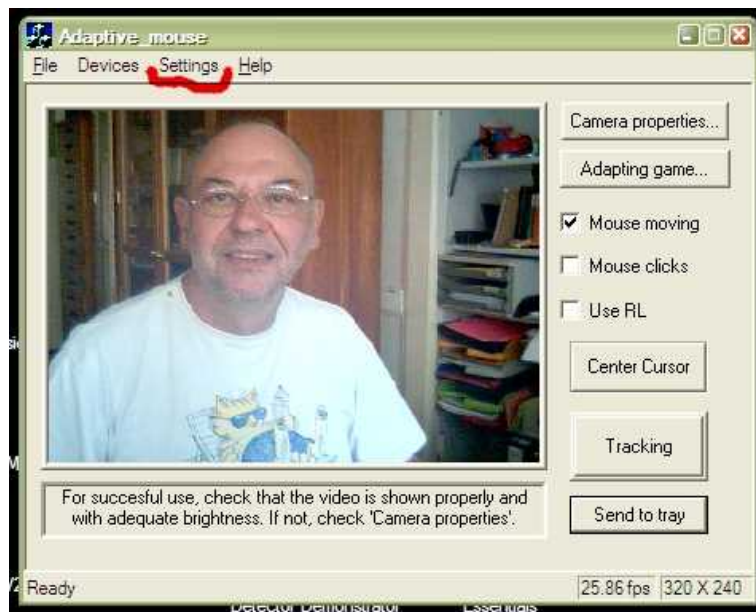 Adaptive_mouse
File Devices Settings Help
Camera properties...
Adapting game...
Mouse moving
Mouse clicks
Use RL
Center Cursor
Tracking
For succesful use, check that the video is shown properly and
with adequate brightness. If not, check 'Camera properties'.
Send to tray
Ready 25.86 fps 320 X 240
Detector Demonstrator Essentials